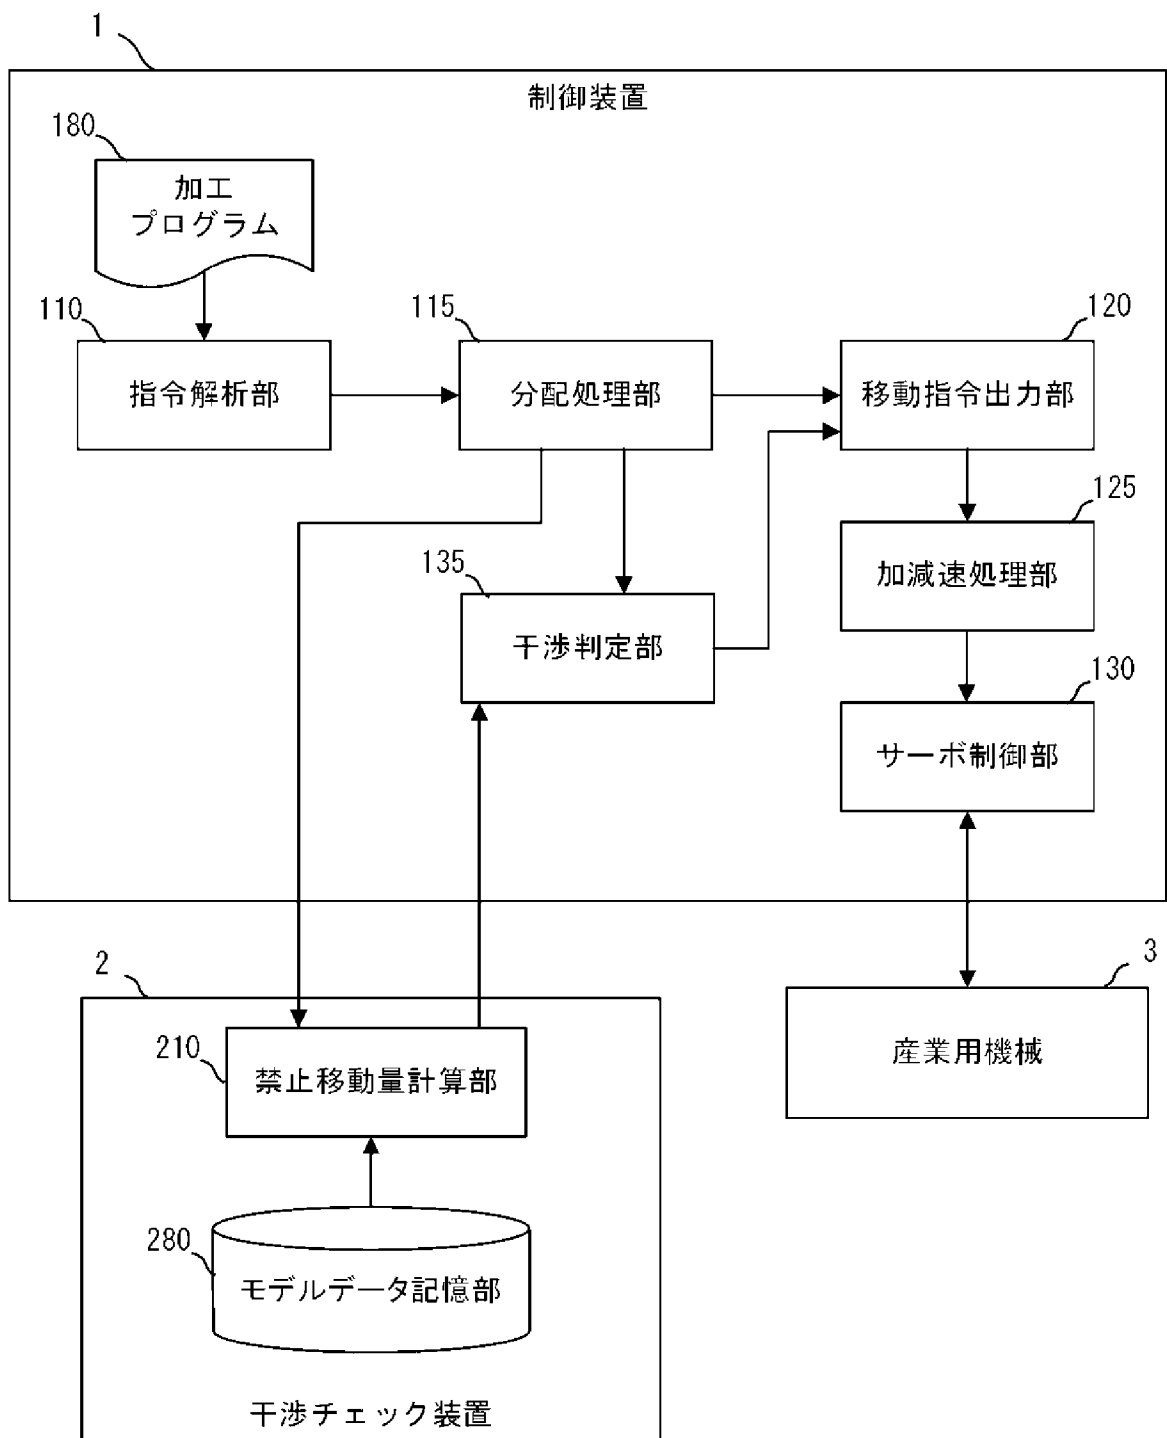 1
制御装置
180
加工
プログラム
110
指令解析部
115
分配処理部
120
移動指令出力部
125
加減速処理部
135
干渉判定部
130
サーボ制御部
2
210
禁止移動量計算部
3
産業用機械
280
モデルデータ記憶部
干渉チェック装置